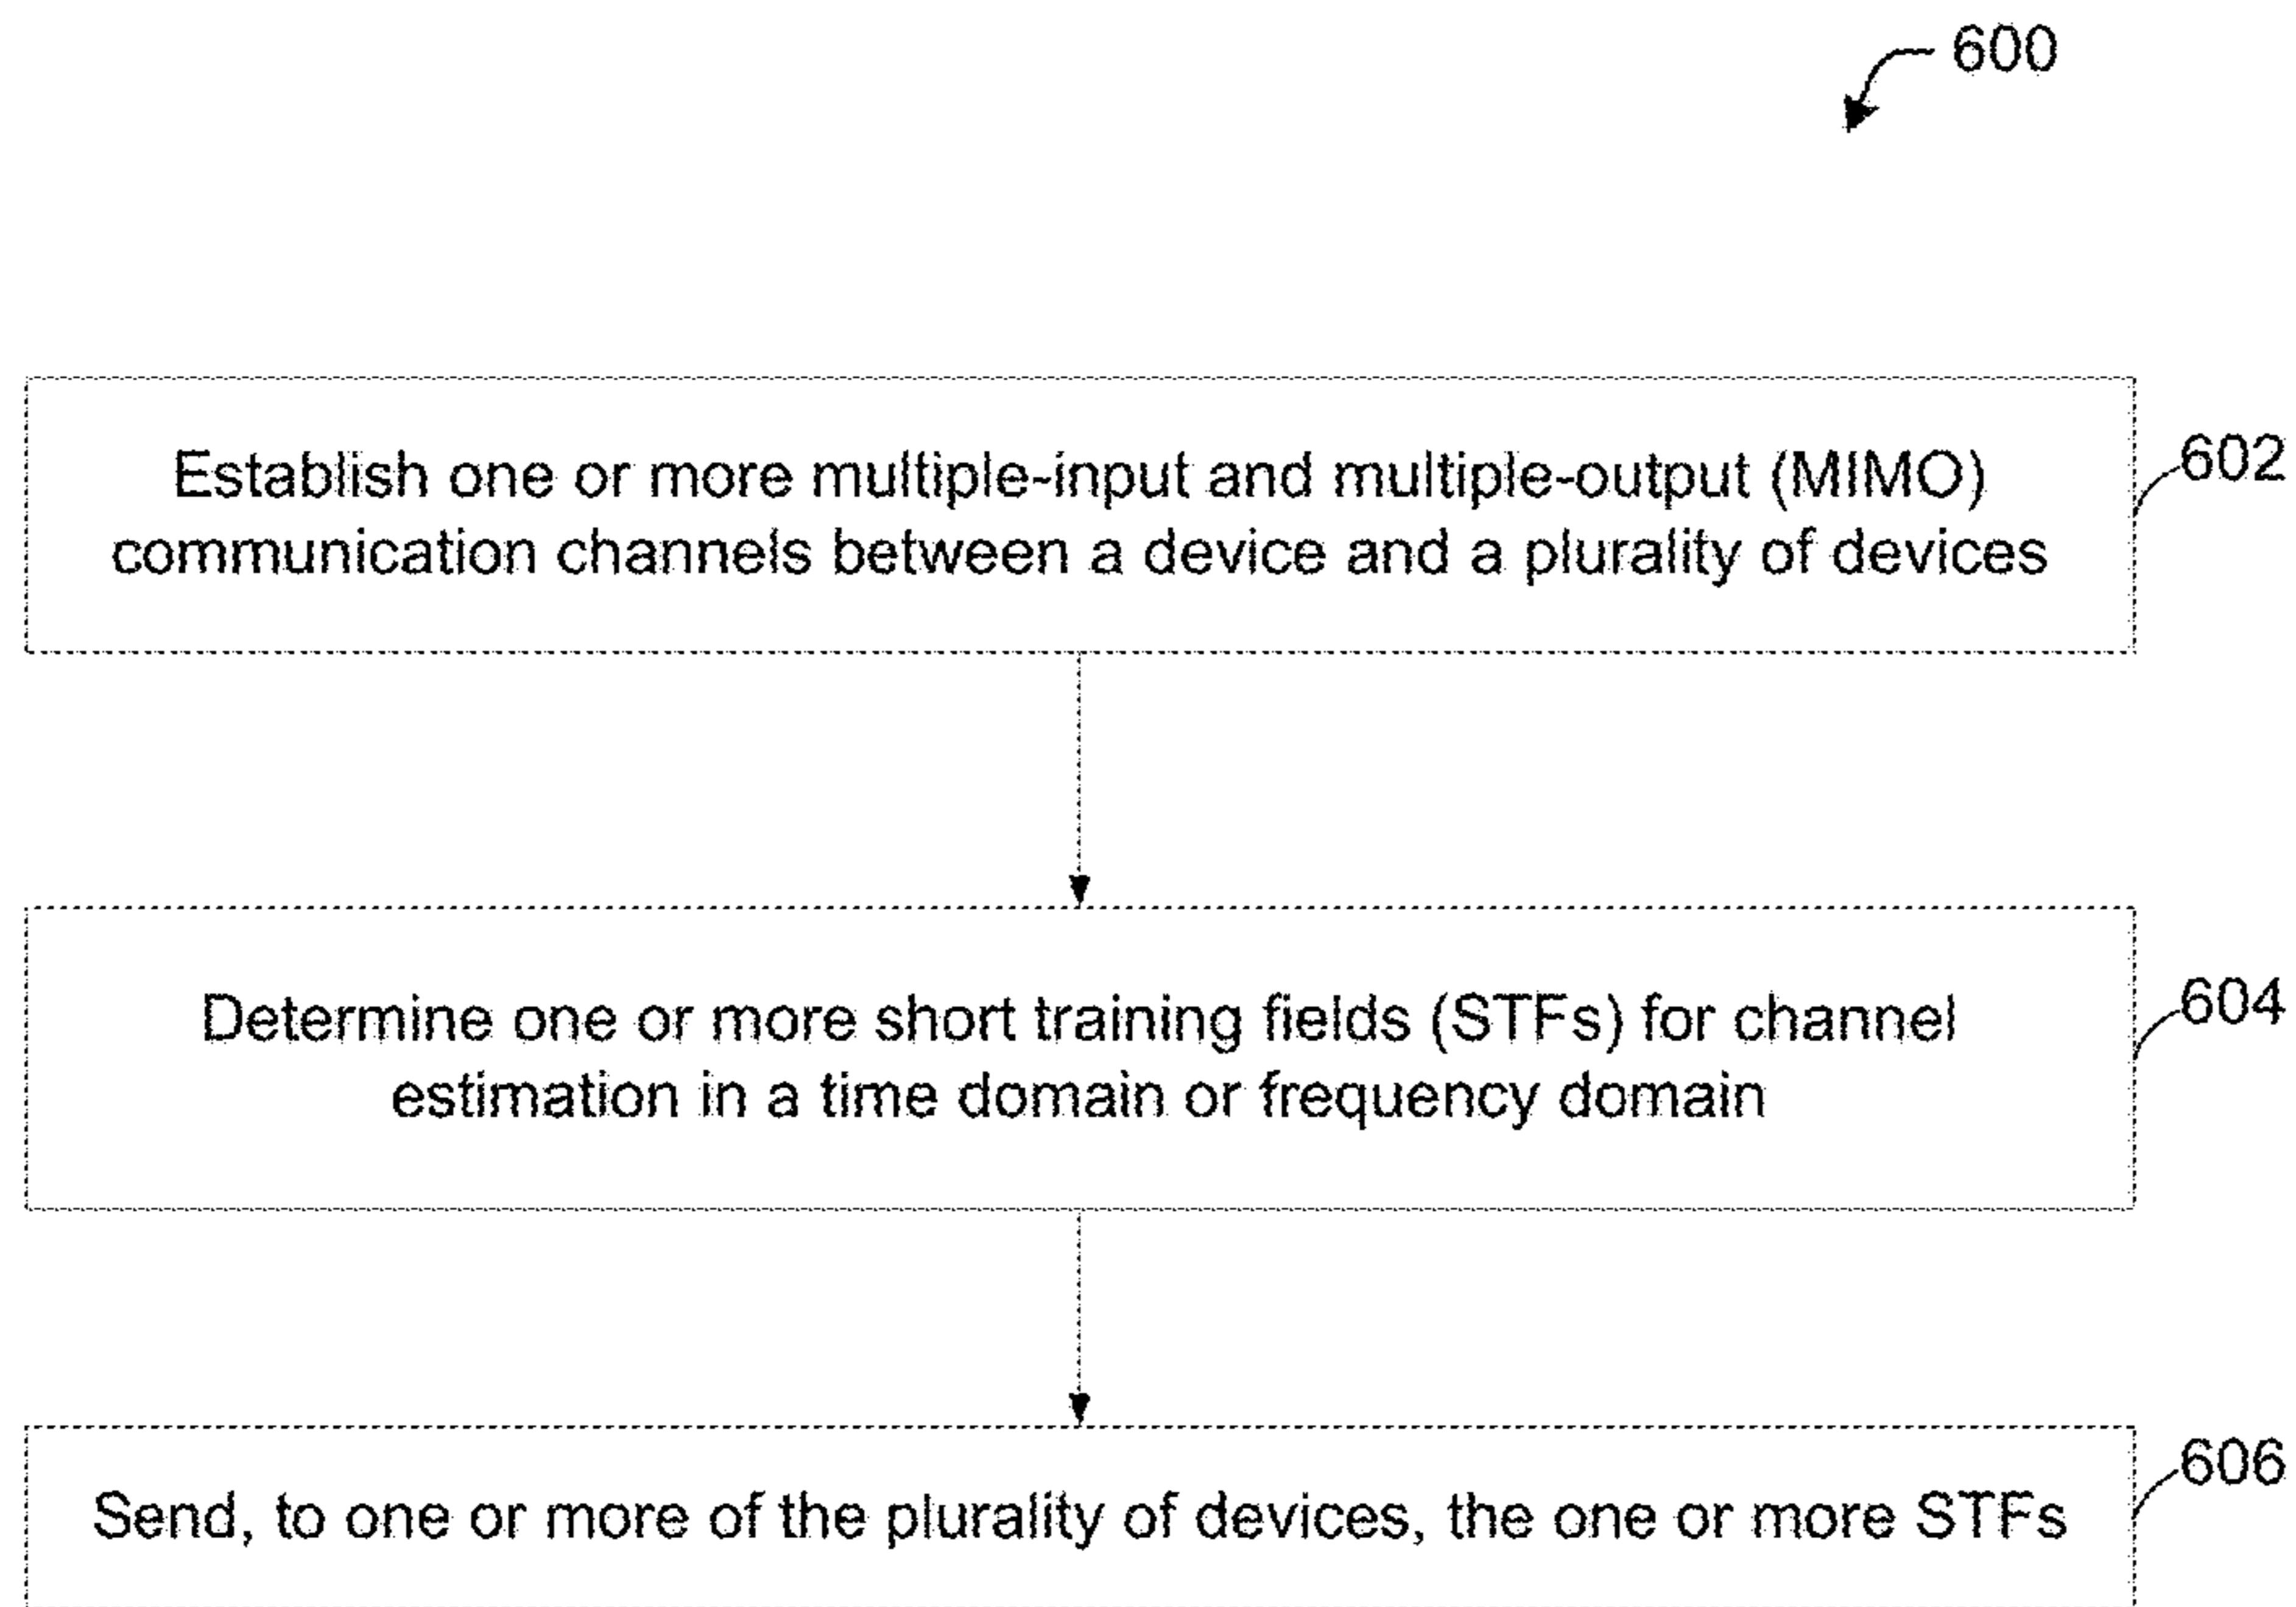 600
Establish one or more multiple-input and multiple-output (MIMO)
communication channels between a device and a plurality of devices
602
Determine one or more short training fields (STFs) for channel
estimation in a time domain or frequency domain
604
Send, to one or more of the plurality of devices, the one or more STFs
606